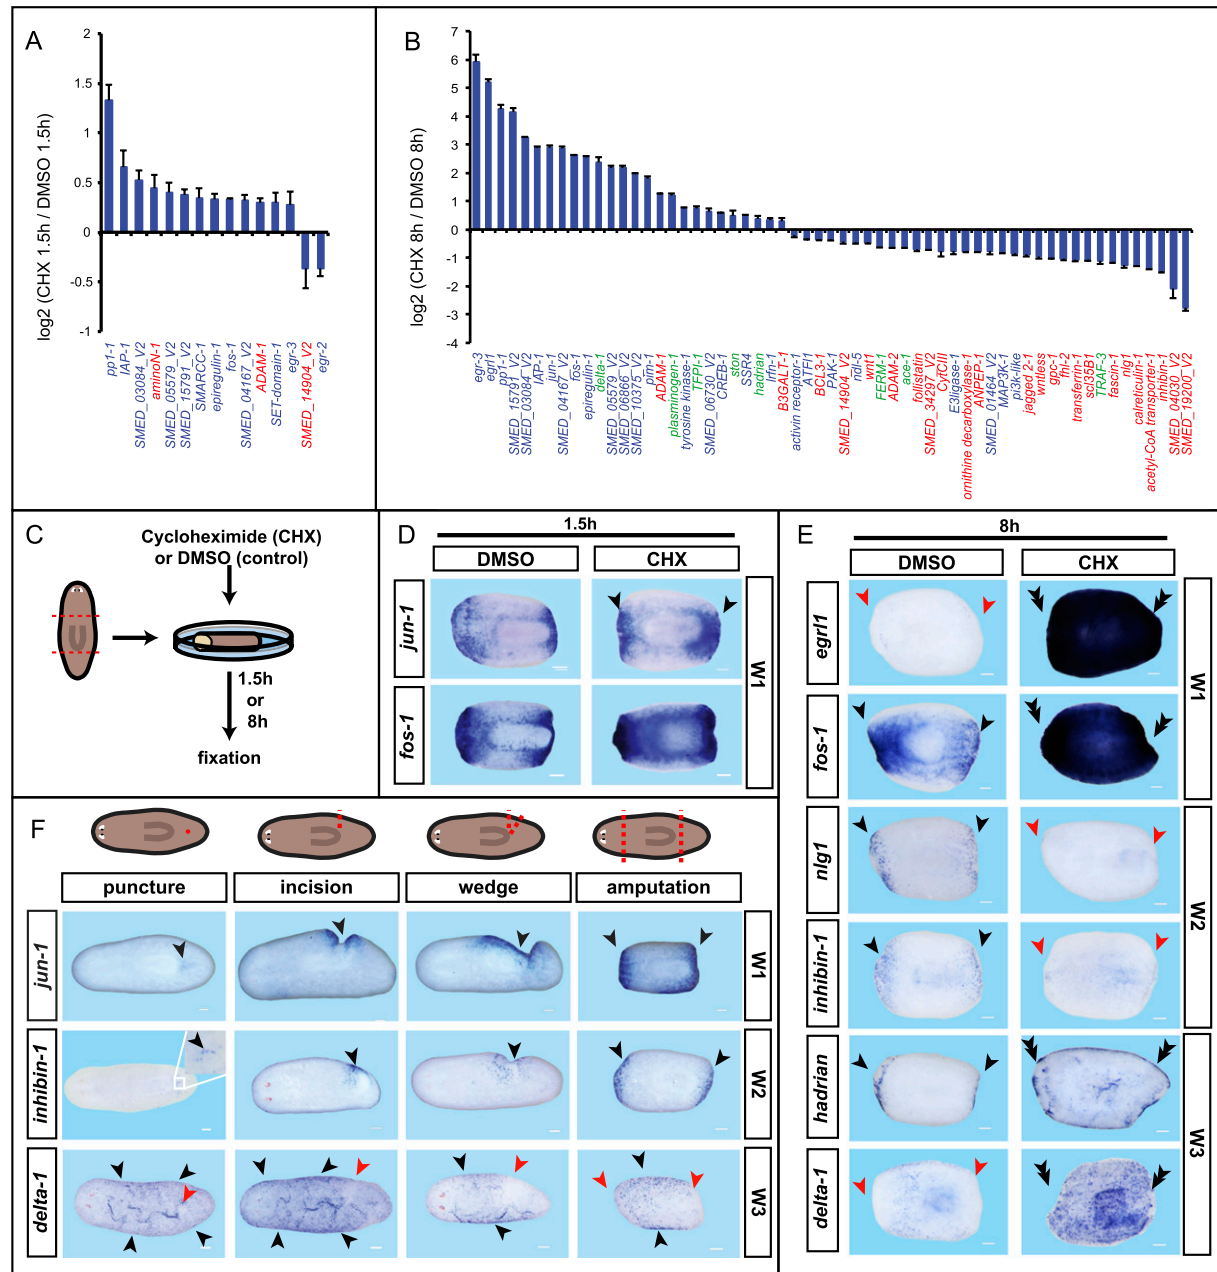 A
log2 (CHX 1.5h / DMSO 1.5h)
2
1.5
1
0.5
0
-0.5
-1
pp1-1
IAP-1
SMED_03084_V2
aminoN-1
SMED_05579_V2
SMED_15791_V2
SMARCC-1
epiregulin-1
fos-1
SMED_04167_V2
ADAM-1
SET-domain-1
egr-3
SMED_14904_V2
egr-2
B
log2 (CHX 8h / DMSO 8h)
7
6
5
4
3
2
1
0
-1
-2
-3
-4
egr-3
egrl1
pp1-1
SMED_15791_V2
SMED_03084_V2
IAP-1
jun-1
SMED_04167_V2
fos-1
epiregulin-1
delta-1
SMED_05579_V2
SMED_06866_V2
SMED_10375_V2
pim-1
ADAM-1
plasminogen-1
tyrosine kinase-1
TFPI-1
SMED_06730_V2
CREB-1
ston
SSR4
hadrian
ifrh-1
B3GALT-1
activin receptor-1
ATFl1
BCL3-1
PAK-1
SMED_14904_V2
ndl-5
wnt1
FERM-1
ADAM-2
ace-1
follistatin
SMED_34297_V2
CytCIII
E3ligase-1
ornithine decarboxylase-1
ANPEP-1
SMED_01464_V2
MAP3K-1
pi3k-like
jagged 2-1
wntless
gpc-1
fhl-2
transferrin-1
scl35B1
TRAF-3
fascin-1
nlg1
calreticulin-1
acetyl-CoA transporter-1
inhibin-1
SMED_04030_V2
SMED_19200_V2
C
Cycloheximide (CHX)
or DMSO (control)
1.5h
or
8h
fixation
D
1.5h
DMSO
CHX
jun-1
fos-1
W1
E
8h
DMSO
CHX
egrl1
fos-1
W1
nlg1
inhibin-1
W2
hadrian
delta-1
W3
F
puncture
incision
wedge
amputation
jun-1
W1
inhibin-1
W2
delta-1
W3